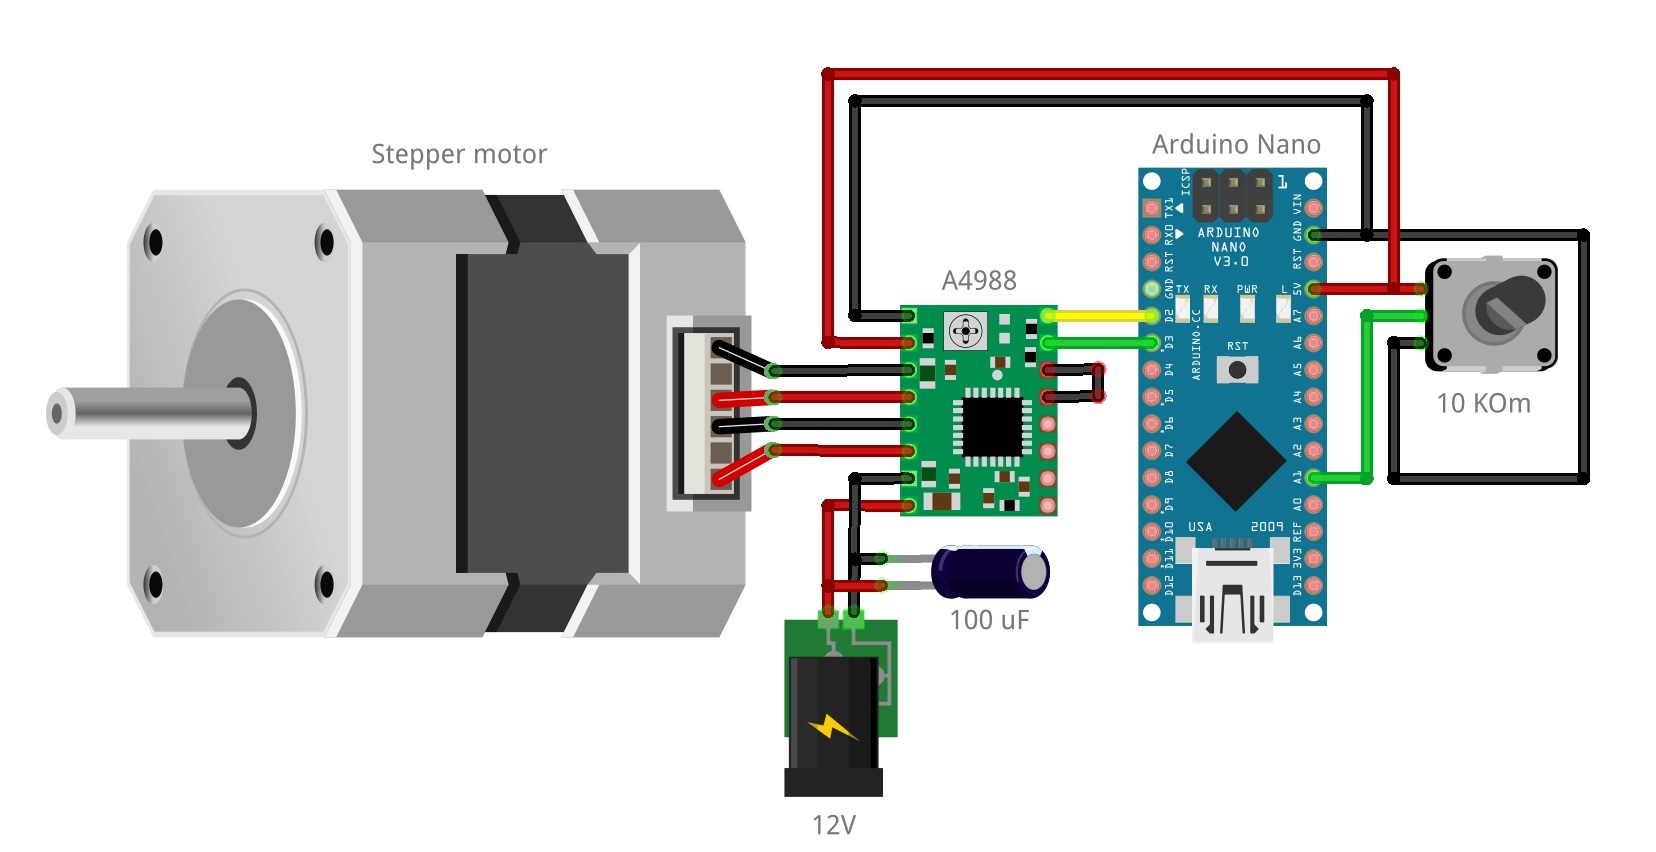 Stepper motor
Arduino Nano
A4988
ICSP
1
TX1
RX0
RST
GND
D2
D3
D4
D5
D6
D7
D8
D9
D10
D11
D12
ARDUINO
NANO
V3.0
TX
RX
PWR
L
ARDUINO.CC
RST
USA
2009
VIN
GND
RST
5V
A7
A6
A5
A4
A3
A2
A1
A0
REF
3V3
D13
10 KOm
100 uF
12V